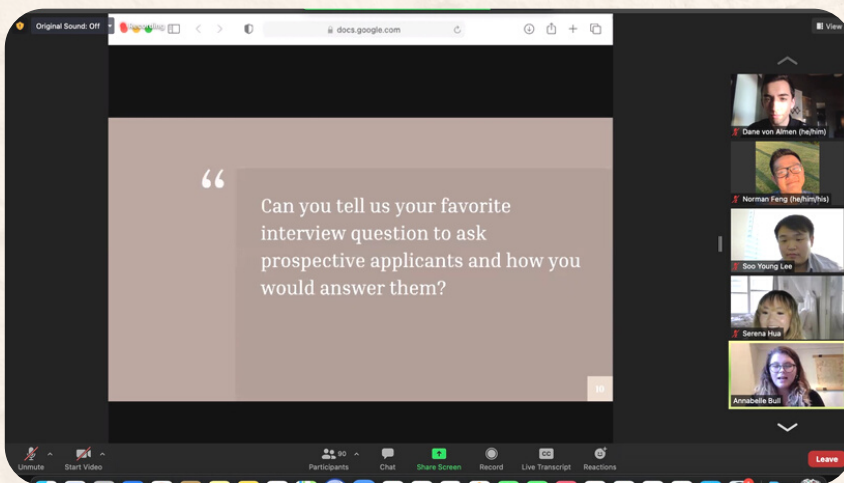 Original Sound: Off
Recording
docs.google.com
View
“
Can you tell us your favorite
interview question to ask
prospective applicants and how you
would answer them?
10
Dane von Almen (he/him)
Norman Feng (he/him/his)
Soo Young Lee
Serena Hua
Annabelle Bull
Unmute
Start Video
90
Participants
Chat
Share Screen
Record
CC
Live Transcript
Reactions
Leave